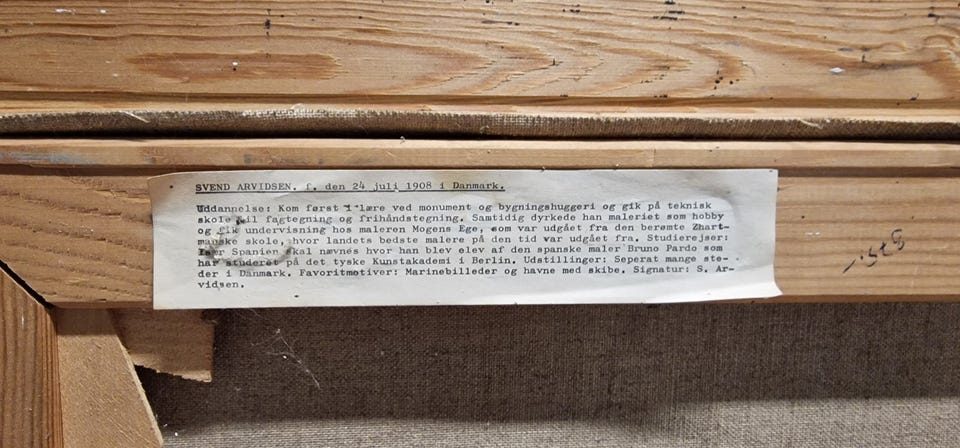 SVEND ARVIDSEN. f. den 24 juli 1908 i Danmark.
Uddannelse: Kom først i lære ved monument og bygningshuggeri og gik på teknisk
skole til fagtegning og frihåndstegning. Samtidig dyrkede han maleriet som hobby
og fik undervisning hos maleren Mogens Ege, som var udgået fra den berømte Zhart-
manske skole, hvor landets bedste malere på den tid var udgået fra. Studierejser:
Især Spanien skal nævnes hvor han blev elev af den spanske maler Bruno Pardo som
har studeret på det tyske Kunstakademi i Berlin. Udstillinger: Seperat mange ste-
der i Danmark. Favoritmotiver: Marinebilleder og havne med skibe. Signatur: S. Ar-
vidsen.